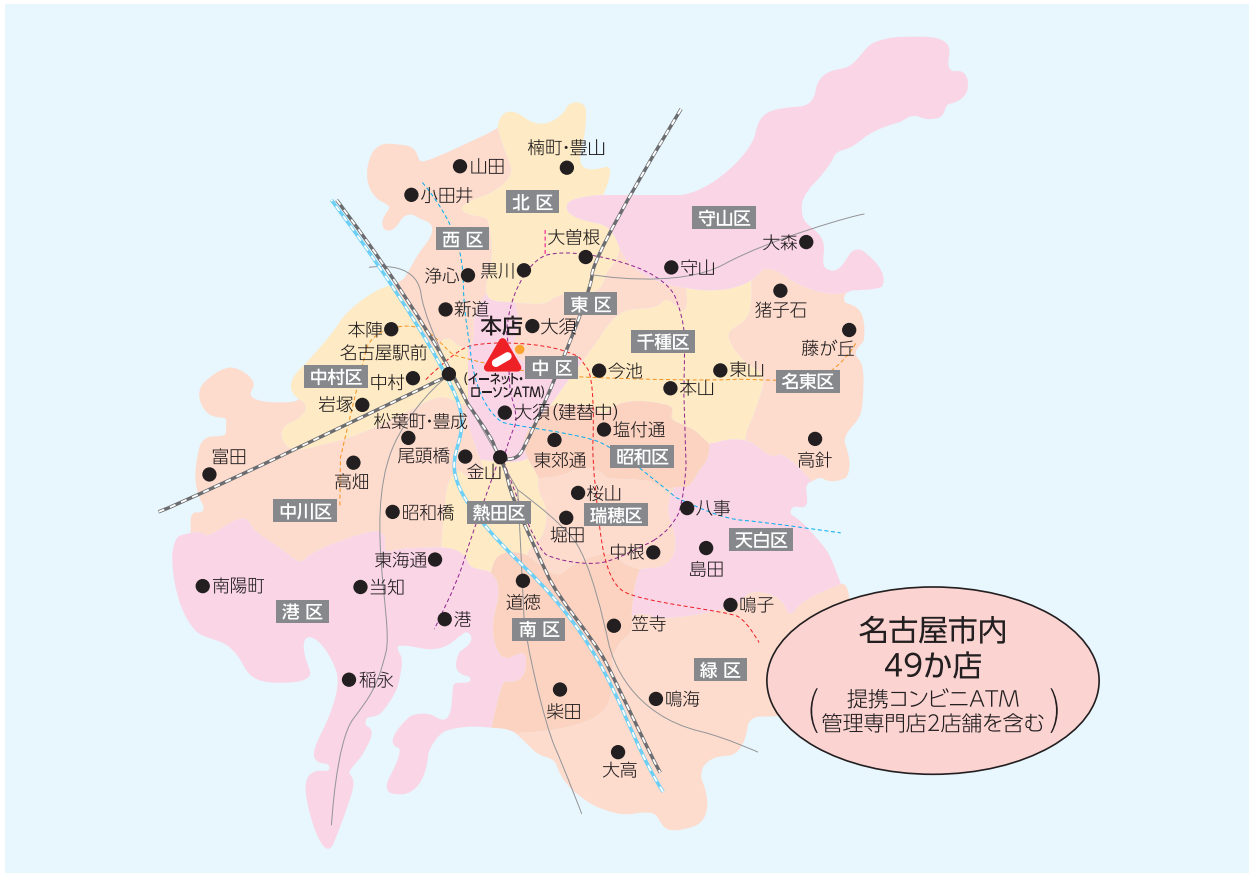 楠町・豊山
山田
小田井
北区
守山区
西区
大曽根
大森
浄心
黒川
守山
猪子石
新道
東区
本店
大須
本陣
千種区
藤が丘
名古屋駅前
中区
今池
東山
中村区
中村
(イーネット・
ローソンATM)
本山
名東区
岩塚
大須(建替中)
松葉町・豊成
塩付通
富田
尾頭橋
金山
東郊通
昭和区
高針
高畑
桜山
中川区
昭和橋
熱田区
堀田
瑞穂区
八事
東海通
中根
天白区
島田
南陽町
当知
道徳
鳴子
港区
港
南区
笠寺
名古屋市内
49か店
(提携コンビニATM
管理専門店2店舗を含む)
稲永
緑区
柴田
鳴海
大高